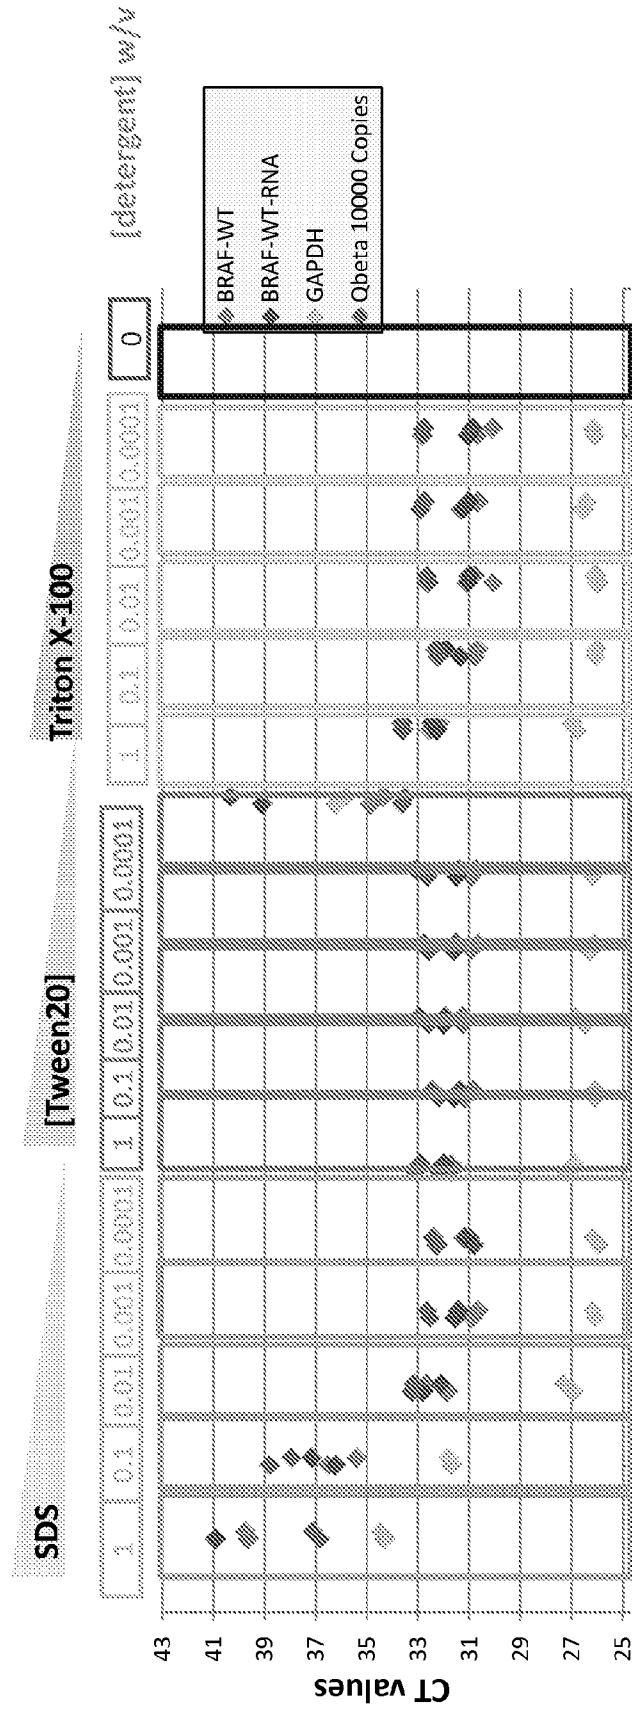 SDS
[Tween20]
Triton X-100
[detergent] w/v
1 0.1 0.01 0.001 0.0001
1 0.1 0.01 0.001 0.0001
1 0.1 0.01 0.001 0.0001
0
BRAF-WT
BRAF-WT-RNA
GAPDH
Qbeta 10000 Copies
CT values
43
41
39
37
35
33
31
29
27
25